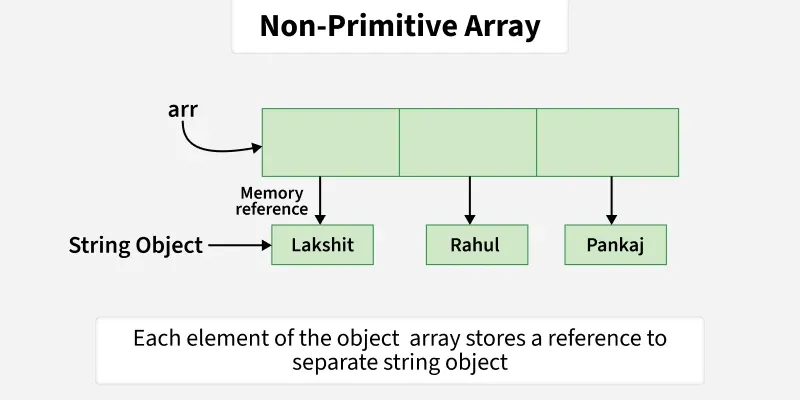 Non-Primitive Array
arr
Memory
reference
String Object
Lakshit
Rahul
Pankaj
Each element of the object array stores a reference to
separate string object